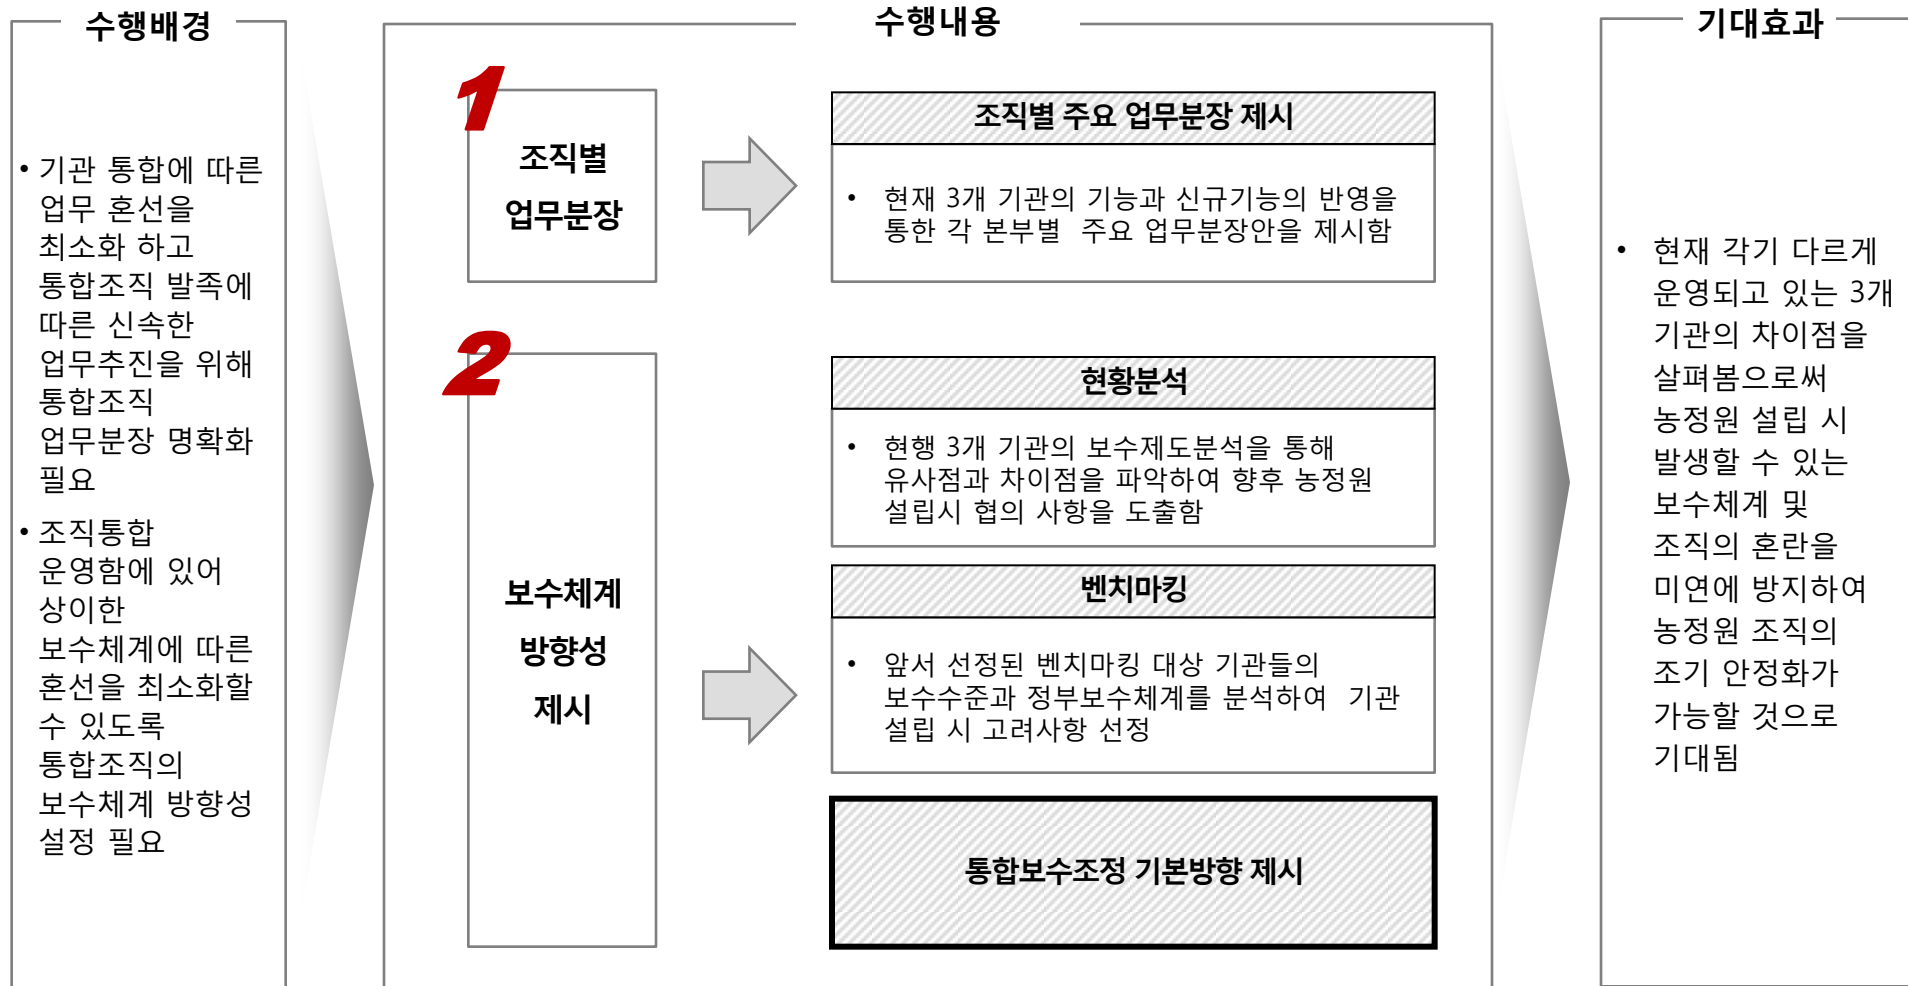 수행배경
• 기관 통합에 따른
업무 혼선을
최소화 하고
통합조직 발족에
따른 신속한
업무추진을 위해
통합조직
업무분장 명확화
필요
• 조직통합
운영함에 있어
상이한
보수체계에 따른
혼선을 최소화할
수 있도록
통합조직의
보수체계 방향성
설정 필요
수행내용
1
조직별
업무분장
조직별 주요 업무분장 제시
• 현재 3개 기관의 기능과 신규기능의 반영을
통한 각 본부별 주요 업무분장안을 제시함
2
보수체계
방향성
제시
현황분석
• 현행 3개 기관의 보수제도분석을 통해
유사점과 차이점을 파악하여 향후 농정원
설립시 협의 사항을 도출함
벤치마킹
• 앞서 선정된 벤치마킹 대상 기관들의
보수수준과 정부보수체계를 분석하여 기관
설립 시 고려사항 선정
통합보수조정 기본방향 제시
기대효과
• 현재 각기 다르게
운영되고 있는 3개
기관의 차이점을
살펴봄으로써
농정원 설립 시
발생할 수 있는
보수체계 및
조직의 혼란을
미연에 방지하여
농정원 조직의
조기 안정화가
가능할 것으로
기대됨